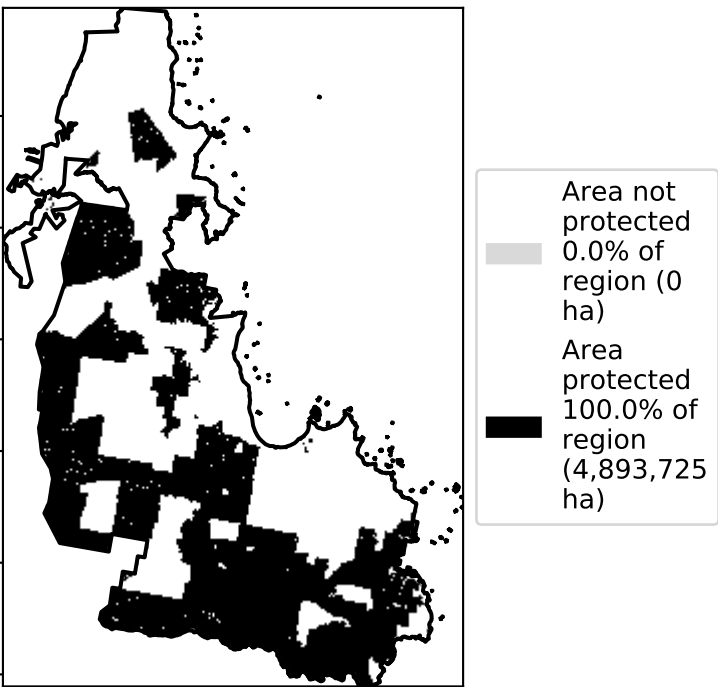 Area not
protected
0.0% of
region (0
ha)
Area
protected
100.0% of
region
(4,893,725
ha)